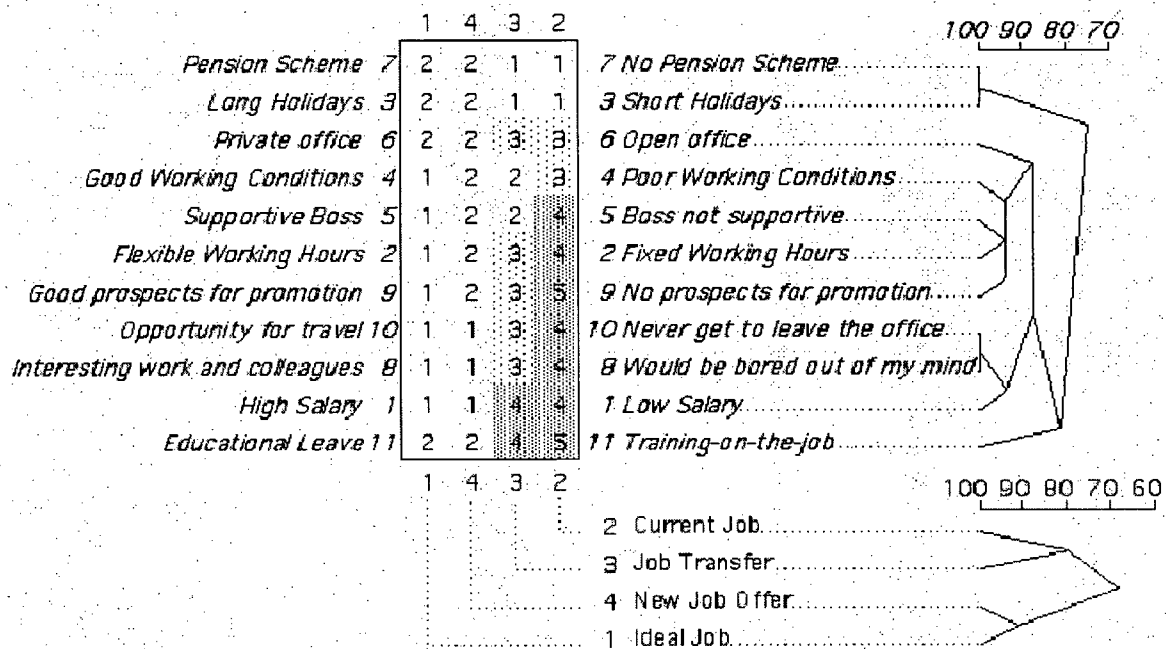 1 4 3 2
100 90 80 70
Pension Scheme 7 2 2 1 1 7 No Pension Scheme
Long Holidays 3 2 2 1 1 3 Short Holidays
Private office 6 2 2 3 3 6 Open office
Good Working Conditions 4 1 2 2 3 4 Poor Working Conditions
Supportive Boss 5 1 2 2 4 5 Boss not supportive
Flexible Working Hours 2 1 2 3 4 2 Fixed Working Hours
Good prospects for promotion 9 1 2 3 5 9 No prospects for promotion
Opportunity for travel 10 1 1 3 4 10 Never get to leave the office
Interesting work and colleagues 8 1 1 3 4 8 Would be bored out of my mind
High Salary 1 1 1 4 4 1 Low Salary
Educational Leave 11 2 2 4 5 11 Training-on-the-job
1 4 3 2
100 90 80 70 60
2 Current Job
3 Job Transfer
4 New Job Offer
1 Ideal Job